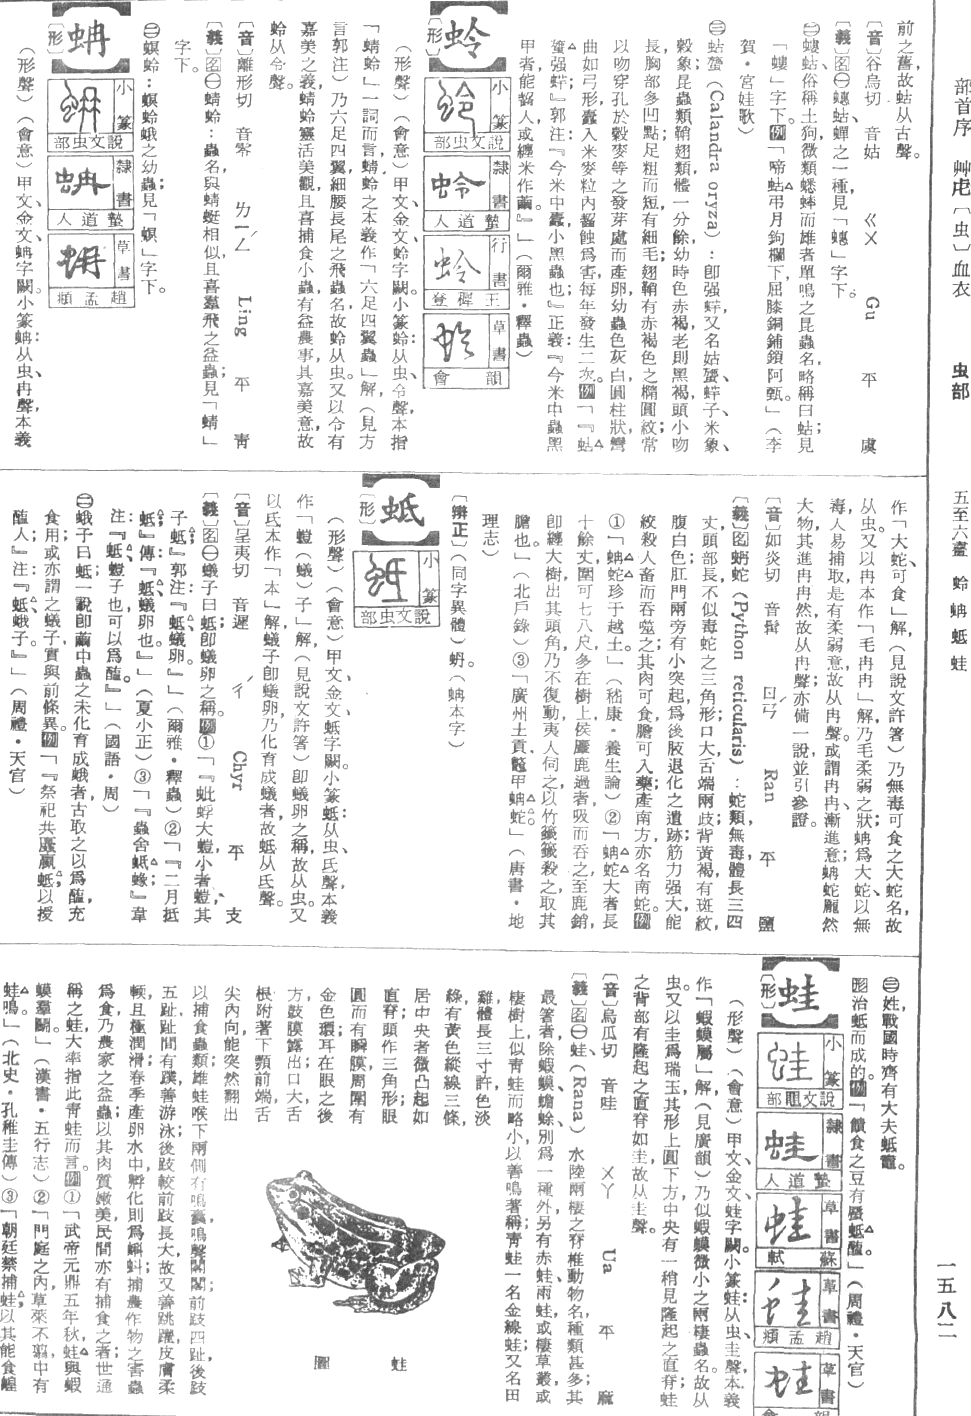 部首序　艸虍〔虫〕血衣　虫部　五至六畫　蛉蚺蚳蛙　一五八二
前之舊故蛄从古聲。
〔音〕谷烏切　音姑　ㄍㄨ　Gu　平　虞
〔義〕名㊀蟪蛄蟬之一種見「蟪」字下。
㊁螻蛄俗稱土狗微類蟋蟀而雄者單鳴之昆蟲名略稱曰蛄見
「螻」字下。例「啼蛄弔月鉤欄下，屈膝銅鋪鎖阿甄。」（李
賀・宮娃歌）
㊂蛄䗐（Calandra oryza）：即强蛘又名姑䗐、蛘子、米象、
榖象昆蟲類鞘翅類體一分餘幼時色赤褐老則黑褐頭小吻
長，胸部多凹點足粗而短有細毛翅鞘有赤褐色之橢圓紋常
以吻穿孔於榖麥等之發芽處而產卵幼蟲色灰白圓柱狀彎
曲如弓形蠹入米麥粒內齧蝕爲害每年發生二次。例「『蛄
䗐强蛘』郭注：『今米中蠹小黑蟲也』正義『今米中蟲黑
甲者能齧人或纏米作繭。』」（爾雅・釋蟲）
蛉
〔形〕
小篆　說文虫部
隸書　人道蟄
行書　王碑登
草書　韻會
（形聲）（會意）甲文、金文蛉字闕。小篆蛉：从虫、令聲，本指
「蜻蛉」一詞而言，蜻蛉之本義作「六足四翼蟲」解（見方
言郭注）乃六足四翼細腰長尾之飛蟲名，故蛉从虫。又以令有
嘉美之義，蜻蛉靈活美觀且喜捕食小蟲，有益農事具嘉美意，故
蛉从令聲。
〔音〕離形切　音零　ㄌㄧㄥˊ　Ling　平　青
〔義〕名㊀蜻蛉：蟲名與蜻蜓相似且喜羣飛之益蟲；見「蜻」
字下。
㊁螟蛉：螟蛉蛾之幼蟲；見「螟」字下。
蚺
〔形〕
小篆　說文虫部
隸書　人道蟄
草書　趙孟頫
（形聲）（會意）甲文、金文、蚺字闕。小篆蚺：从虫、冉聲，本義
作「大蛇，可食」解，（見說文許箸）乃無毒可食之大蛇名，故
从虫。又以冉本作「毛冉冉」解，乃毛柔弱之狀；蚺爲大蛇，以無
毒，人易捕取，是有柔弱意，故从冉聲。或謂冉冉漸進意，蚺蛇龐然
大物，其進冉冉然，故从冉聲，亦備一說並引參證。
〔音〕如炎切　音髯　ㄖㄢˊ　Ran　平　鹽
〔義〕名蚺蛇（Python reticularis）：蛇類，無毒，體長三四
丈，頭部長，不似毒蛇之三角形；口大舌端兩歧，背黃褐有斑紋，
腹白色；肛門兩旁有小突起，爲後肢退化之遺跡；筋力强大，能
絞殺人畜而吞噬之；其肉可食，膽可入藥；產南方，亦名南蛇。例
①「蚺蛇珍于越土。」（嵇康・養生論）②「蚺蛇大者長
十餘丈，圍可七八尺，多在樹上，俟麞鹿過者，吸而吞之，至鹿銷，
卽纏大樹，出其頭角，乃不復動，夷人伺之，以竹籤籤殺之，取其
膽也。」（北戶錄）③「廣州土貢、鼈甲、蚺蛇。」（唐書・地
理志）
〔辨正〕（同字異體）蚦。（蚺本字）
蚳
〔形〕
小篆　說文虫部
（形聲）（會意）甲文、金文、蚳字闕。小篆蚳：从虫、氐聲，本義
作「螘（蟻）子」解（見說文許箸）卽蟻卵之稱，故从虫。又
以氐本作「本」解，蟻子卽蟻卵，乃化育成蟻者，故蚳从氐聲。
〔音〕呈夷切　音遲　ㄔˊ　Chyr　平、支
〔義〕名㊀蟻子曰蚳，卽蟻卵之稱。例①「『蚍蜉大螘，小者螘，其
子蚳；』郭注：『蚳，蟻卵。』」（爾雅・釋蟲）②「『二月抵
蚳；』傳『蚳，蟻卵也。』」（夏小正）③「『蟲舍蚳蝝；』韋
注：『蚳，螘子也，可以爲醢。』」（國語・周）
㊁蛾子曰蚳；一說卽繭中蟲之未化育成蛾者，古取之以爲醢，充
食用；或亦謂之蟻子，實與前條異。例「『祭祀共蠯蠃蚳，以授
醢人』注：『蚳，蛾子。』」（周禮・天官）
㊂姓，戰國時齊有大夫蚳鼃。
形治蚳而成的。例「饋食之豆有蜃蚳醢。」（周禮・天官）
蛙
〔形〕
小篆　說文黽部
隸書　人道蟄
草書　蘇軾
草書　趙孟頫
草書　韻會
（形聲）（會意）甲文、金文、蛙字闕。小篆蛙：从虫、圭聲，本義
作「蝦蟆屬」解（見廣韻）乃似蝦蟆微小之兩棲蟲名。故从
虫。又以圭爲瑞玉，其形上圓下方，中央有一稍見隆起之直脊；蛙
之背部有隆起之直脊如圭，故从圭聲。
〔音〕烏瓜切　音哇　ㄨㄚ　Ua　平　麻
〔義〕名㊀蛙（Rana）水陸兩棲之脊椎動物名，種類甚多，其
最箸者，除蝦蟆、蟾蜍別爲一種外，另有赤蛙、雨蛙，或棲草叢，或
棲樹上，似青蛙而略小，以善鳴著稱；青蛙一名金線蛙，又名田
雞，體長三寸許，色淡
綠，有黃色縱線三條，
居中央者微凸起如
直脊；頭作三角形，眼
圓而有瞬膜，周圍有
金色環；耳在眼之後
方，鼓膜露出；口大舌
根附著下顎前端，舌
尖內向，能突然翻出
以捕食蟲類；雄蛙喉下兩側有鳴囊，鳴聲閣閣；前跂四趾，後跂
五趾，趾間有蹼，善游泳；後跂較前跂長大，故又善跳躍；皮膚柔
輭，且極潤滑；春季產卵水中，孵化則爲蝌蚪；捕農作物之害蟲
爲食，乃農家之益蟲；以其肉質嫩美，民間亦有捕食之者；世通
稱之蛙，大率指此青蛙而言。例①「武帝元鼎五年秋，蛙與蝦
蟆羣鬬。」（漢書・五行志）②「門庭之內，草萊不翦，中有
蛙鳴。」（北史・孔稚圭傳）③「朝廷禁捕蛙，以其能食蝗
蛙圖